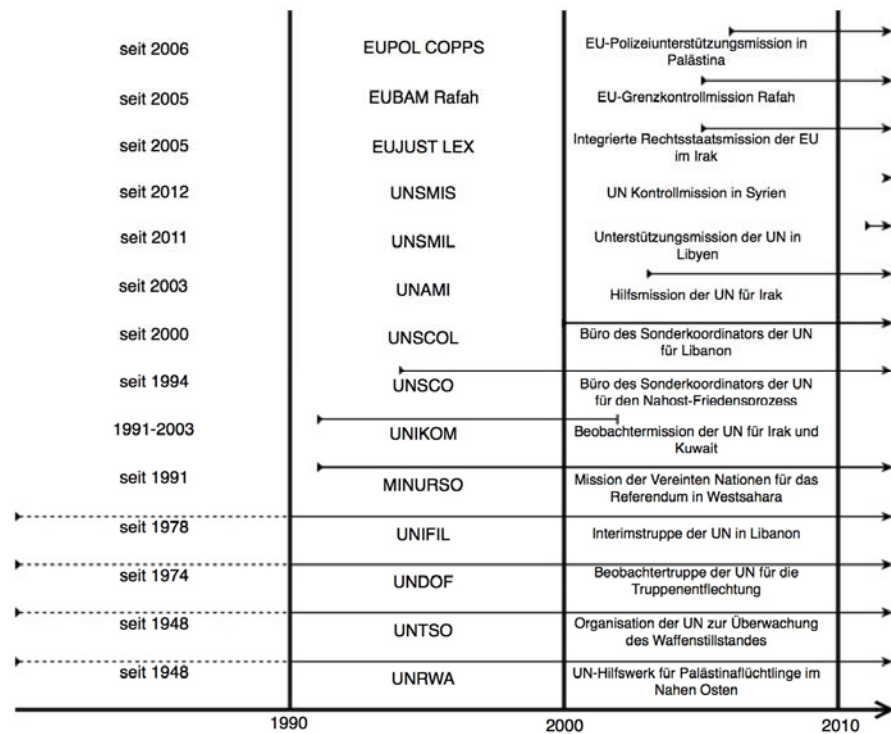 seit 2006
EUPOL COPPS
EU-Polizeiunterstützungsmission in
Palästina
seit 2005
EUBAM Rafah
EU-Grenzkontrollmission Rafah
seit 2005
EUJUST LEX
Integrierte Rechtsstaatsmission der EU
im Irak
seit 2012
UNSMIS
UN Kontrollmission in Syrien
seit 2011
UNSMIL
Unterstützungsmission der UN in
Libyen
seit 2003
UNAMI
Hilfsmission der UN für Irak
seit 2000
UNSCOL
Büro des Sonderkoordinators der UN
für Libanon
seit 1994
UNSCO
Büro des Sonderkoordinators der UN
für den Nahost-Friedensprozess
1991-2003
UNIKOM
Beobachtermission der UN für Irak und
Kuwait
seit 1991
MINURSO
Mission der Vereinten Nationen für das
Referendum in Westsahara
seit 1978
UNIFIL
Interimstruppe der UN in Libanon
seit 1974
UNDOF
Beobachtertruppe der UN für die
Truppenentflechtung
seit 1948
UNTSO
Organisation der UN zur Überwachung
des Waffenstillstandes
seit 1948
UNRWA
UN-Hilfswerk für Palästinaflüchtlinge im
Nahen Osten
1990
2000
2010